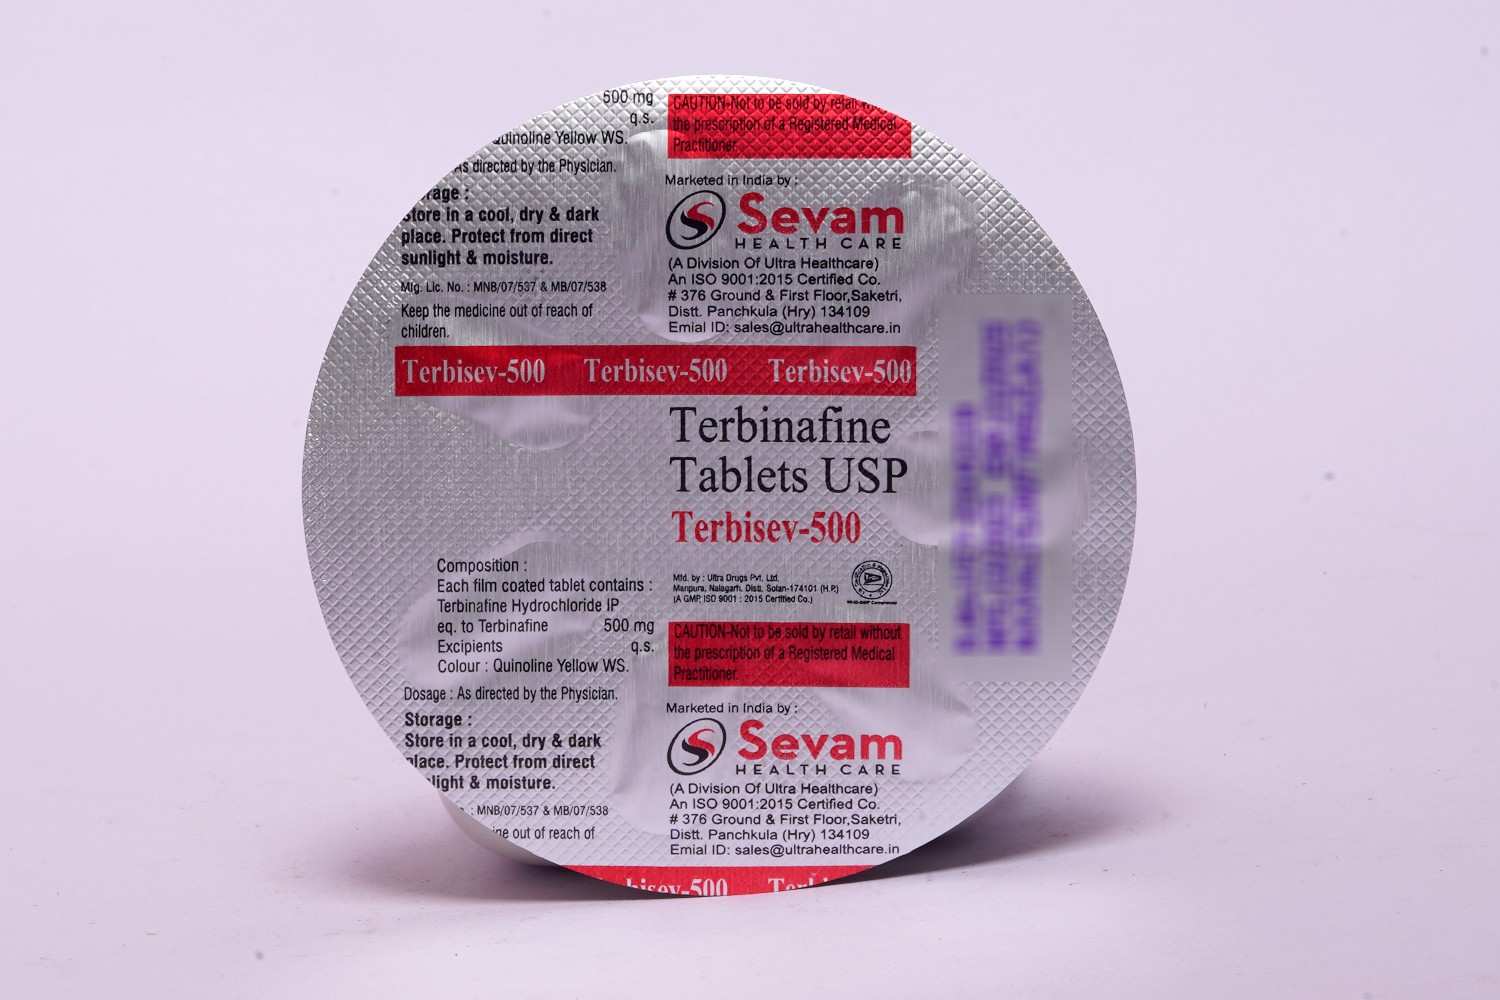 500 mg
q.s.
Quinoline Yellow WS.
As directed by the Physician.
Store in a cool, dry & dark
place. Protect from direct
sunlight & moisture.
Mfg. Lic. No. : MNB/07/537 & MB/07/538
Keep the medicine out of reach of
children.
CAUTION-Not to be sold by retail
the prescription of a Registered Medical
Practitioner.
Marketed in India by :
Sevam
HEALTH CARE
(A Division Of Ultra Healthcare)
An ISO 9001:2015 Certified Co.
# 376 Ground & First Floor,Saketri,
Distt. Panchkula (Hry) 134109
Emial ID: sales@ultrahealthcare.in
Terbisev-500 Terbisev-500 Terbisev-500
Terbinafine
Tablets USP
Terbisev-500
Mfd. by : Ultra Drugs Pvt. Ltd.
Manpura, Nalagarh, Distt. Solan-174101 (H.P.)
(A GMP, ISO 9001 : 2015 Certified Co.)
Composition :
Each film coated tablet contains :
Terbinafine Hydrochloride IP
eq. to Terbinafine 500 mg
Excipients q.s.
Colour : Quinoline Yellow WS.
Dosage : As directed by the Physician.
Storage :
Store in a cool, dry & dark
place. Protect from direct
& moisture.
: MNB/07/537 & MB/07/538
out of reach of
CAUTION-Not to be sold by retail without
the prescription of a Registered Medical
Practitioner.
Marketed in India by :
Sevam
HEALTH CARE
(A Division Of Ultra Healthcare)
An ISO 9001:2015 Certified Co.
# 376 Ground & First Floor,Saketri,
Distt. Panchkula (Hry) 134109
Emial ID: sales@ultrahealthcare.in